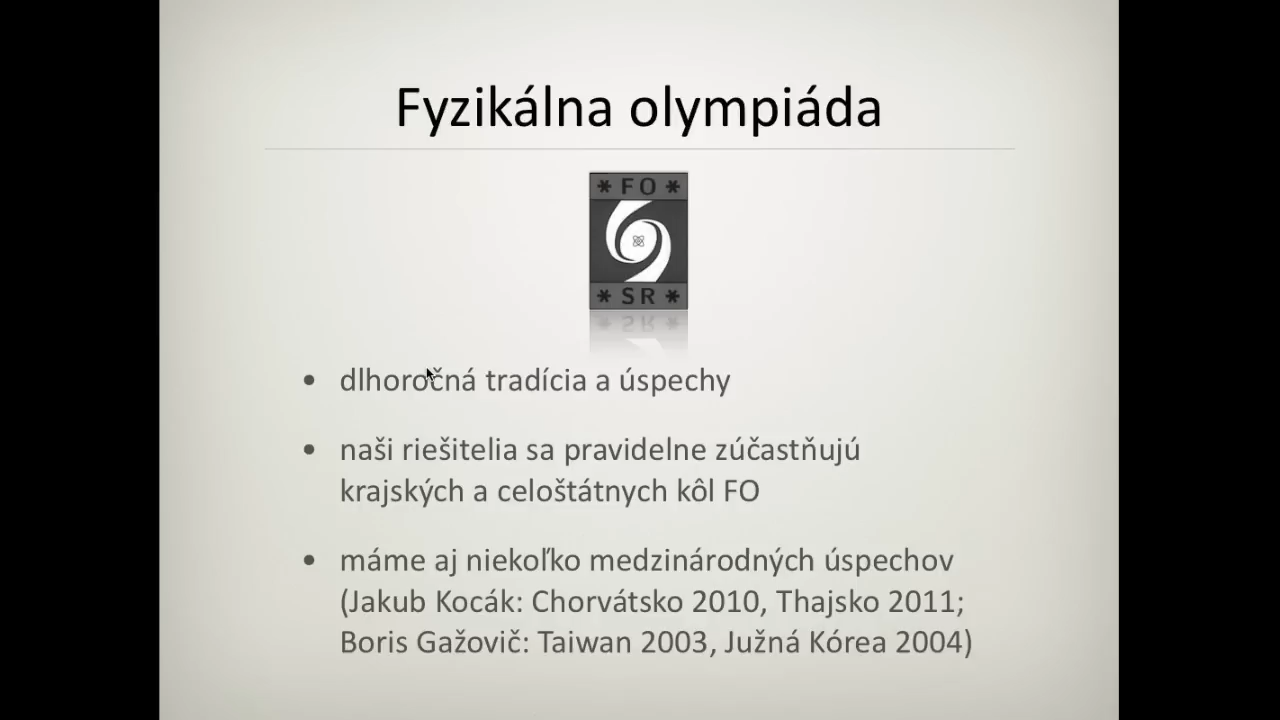 Fyzikálna olympiáda
* FO *
* SR *
• dlhoročná tradícia a úspechy
• naši riešitelia sa pravidelne zúčastňujú
krajských a celoštátnych kôl FO
• máme aj niekoľko medzinárodných úspechov
(Jakub Kocák: Chorvátsko 2010, Thajsko 2011;
Boris Gažovič: Taiwan 2003, Južná Kórea 2004)